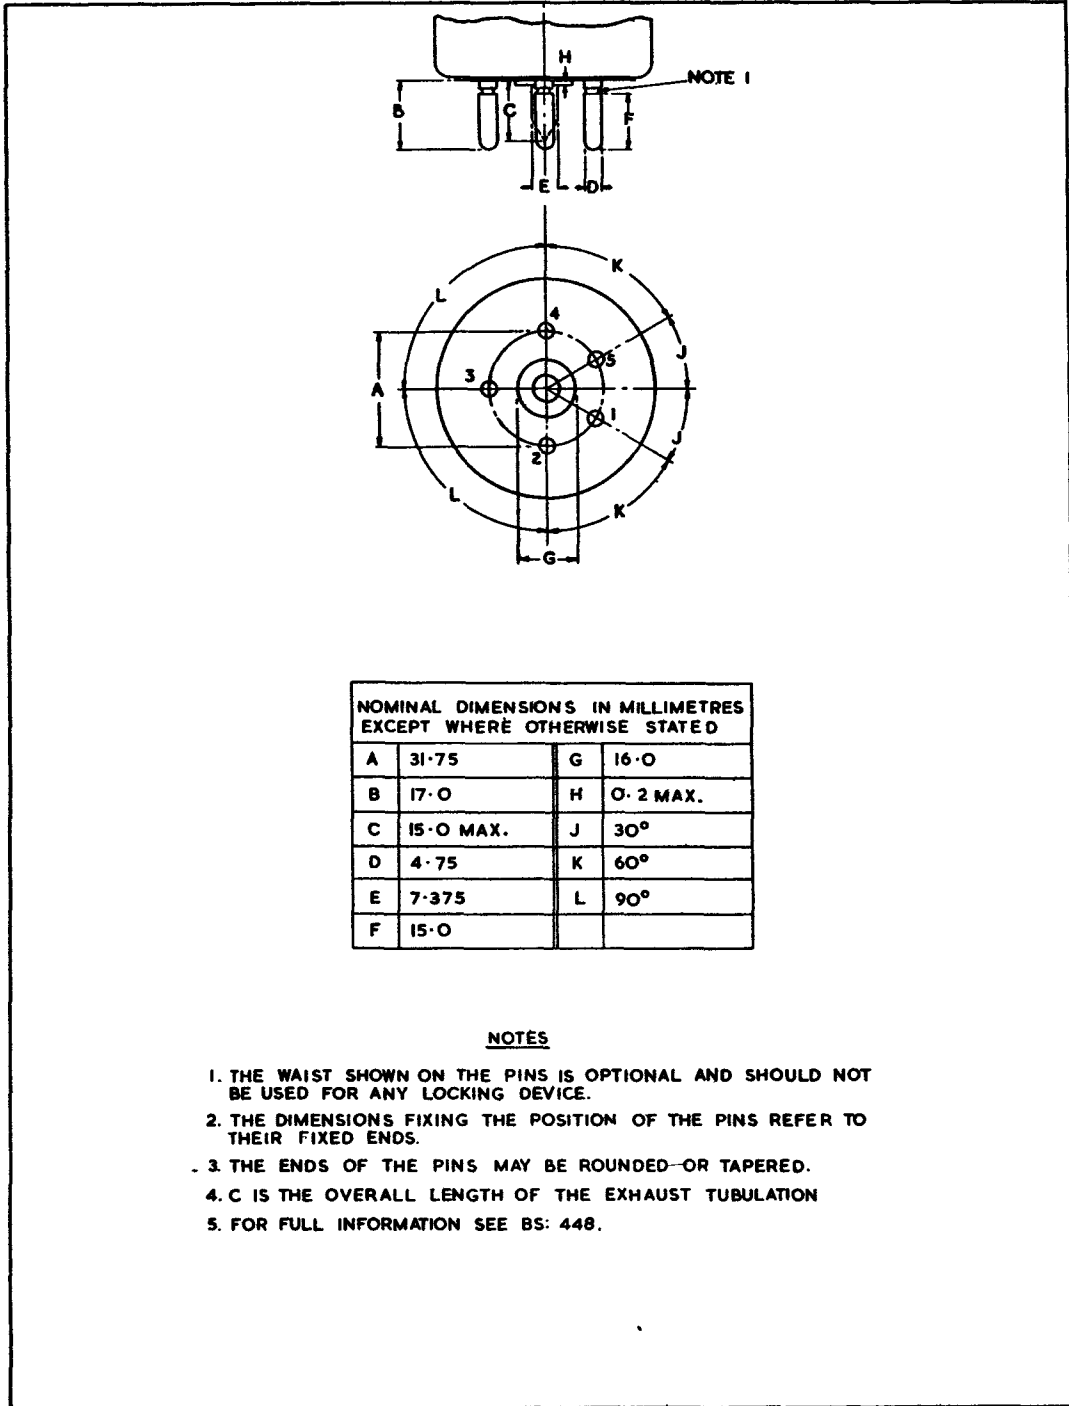 H
NOTE 1
B
C
F
E
D
K
L
4
J
5
3
A
1
J
2
L
K
G
NOMINAL DIMENSIONS IN MILLIMETRES
EXCEPT WHERE OTHERWISE STATED
A 31·75 G 16·0
B 17·0 H 0·2 MAX.
C 15·0 MAX. J 30°
D 4·75 K 60°
E 7·375 L 90°
F 15·0
NOTES
1. THE WAIST SHOWN ON THE PINS IS OPTIONAL AND SHOULD NOT
BE USED FOR ANY LOCKING DEVICE.
2. THE DIMENSIONS FIXING THE POSITION OF THE PINS REFER TO
THEIR FIXED ENDS.
3. THE ENDS OF THE PINS MAY BE ROUNDED OR TAPERED.
4. C IS THE OVERALL LENGTH OF THE EXHAUST TUBULATION
5. FOR FULL INFORMATION SEE BS: 448.